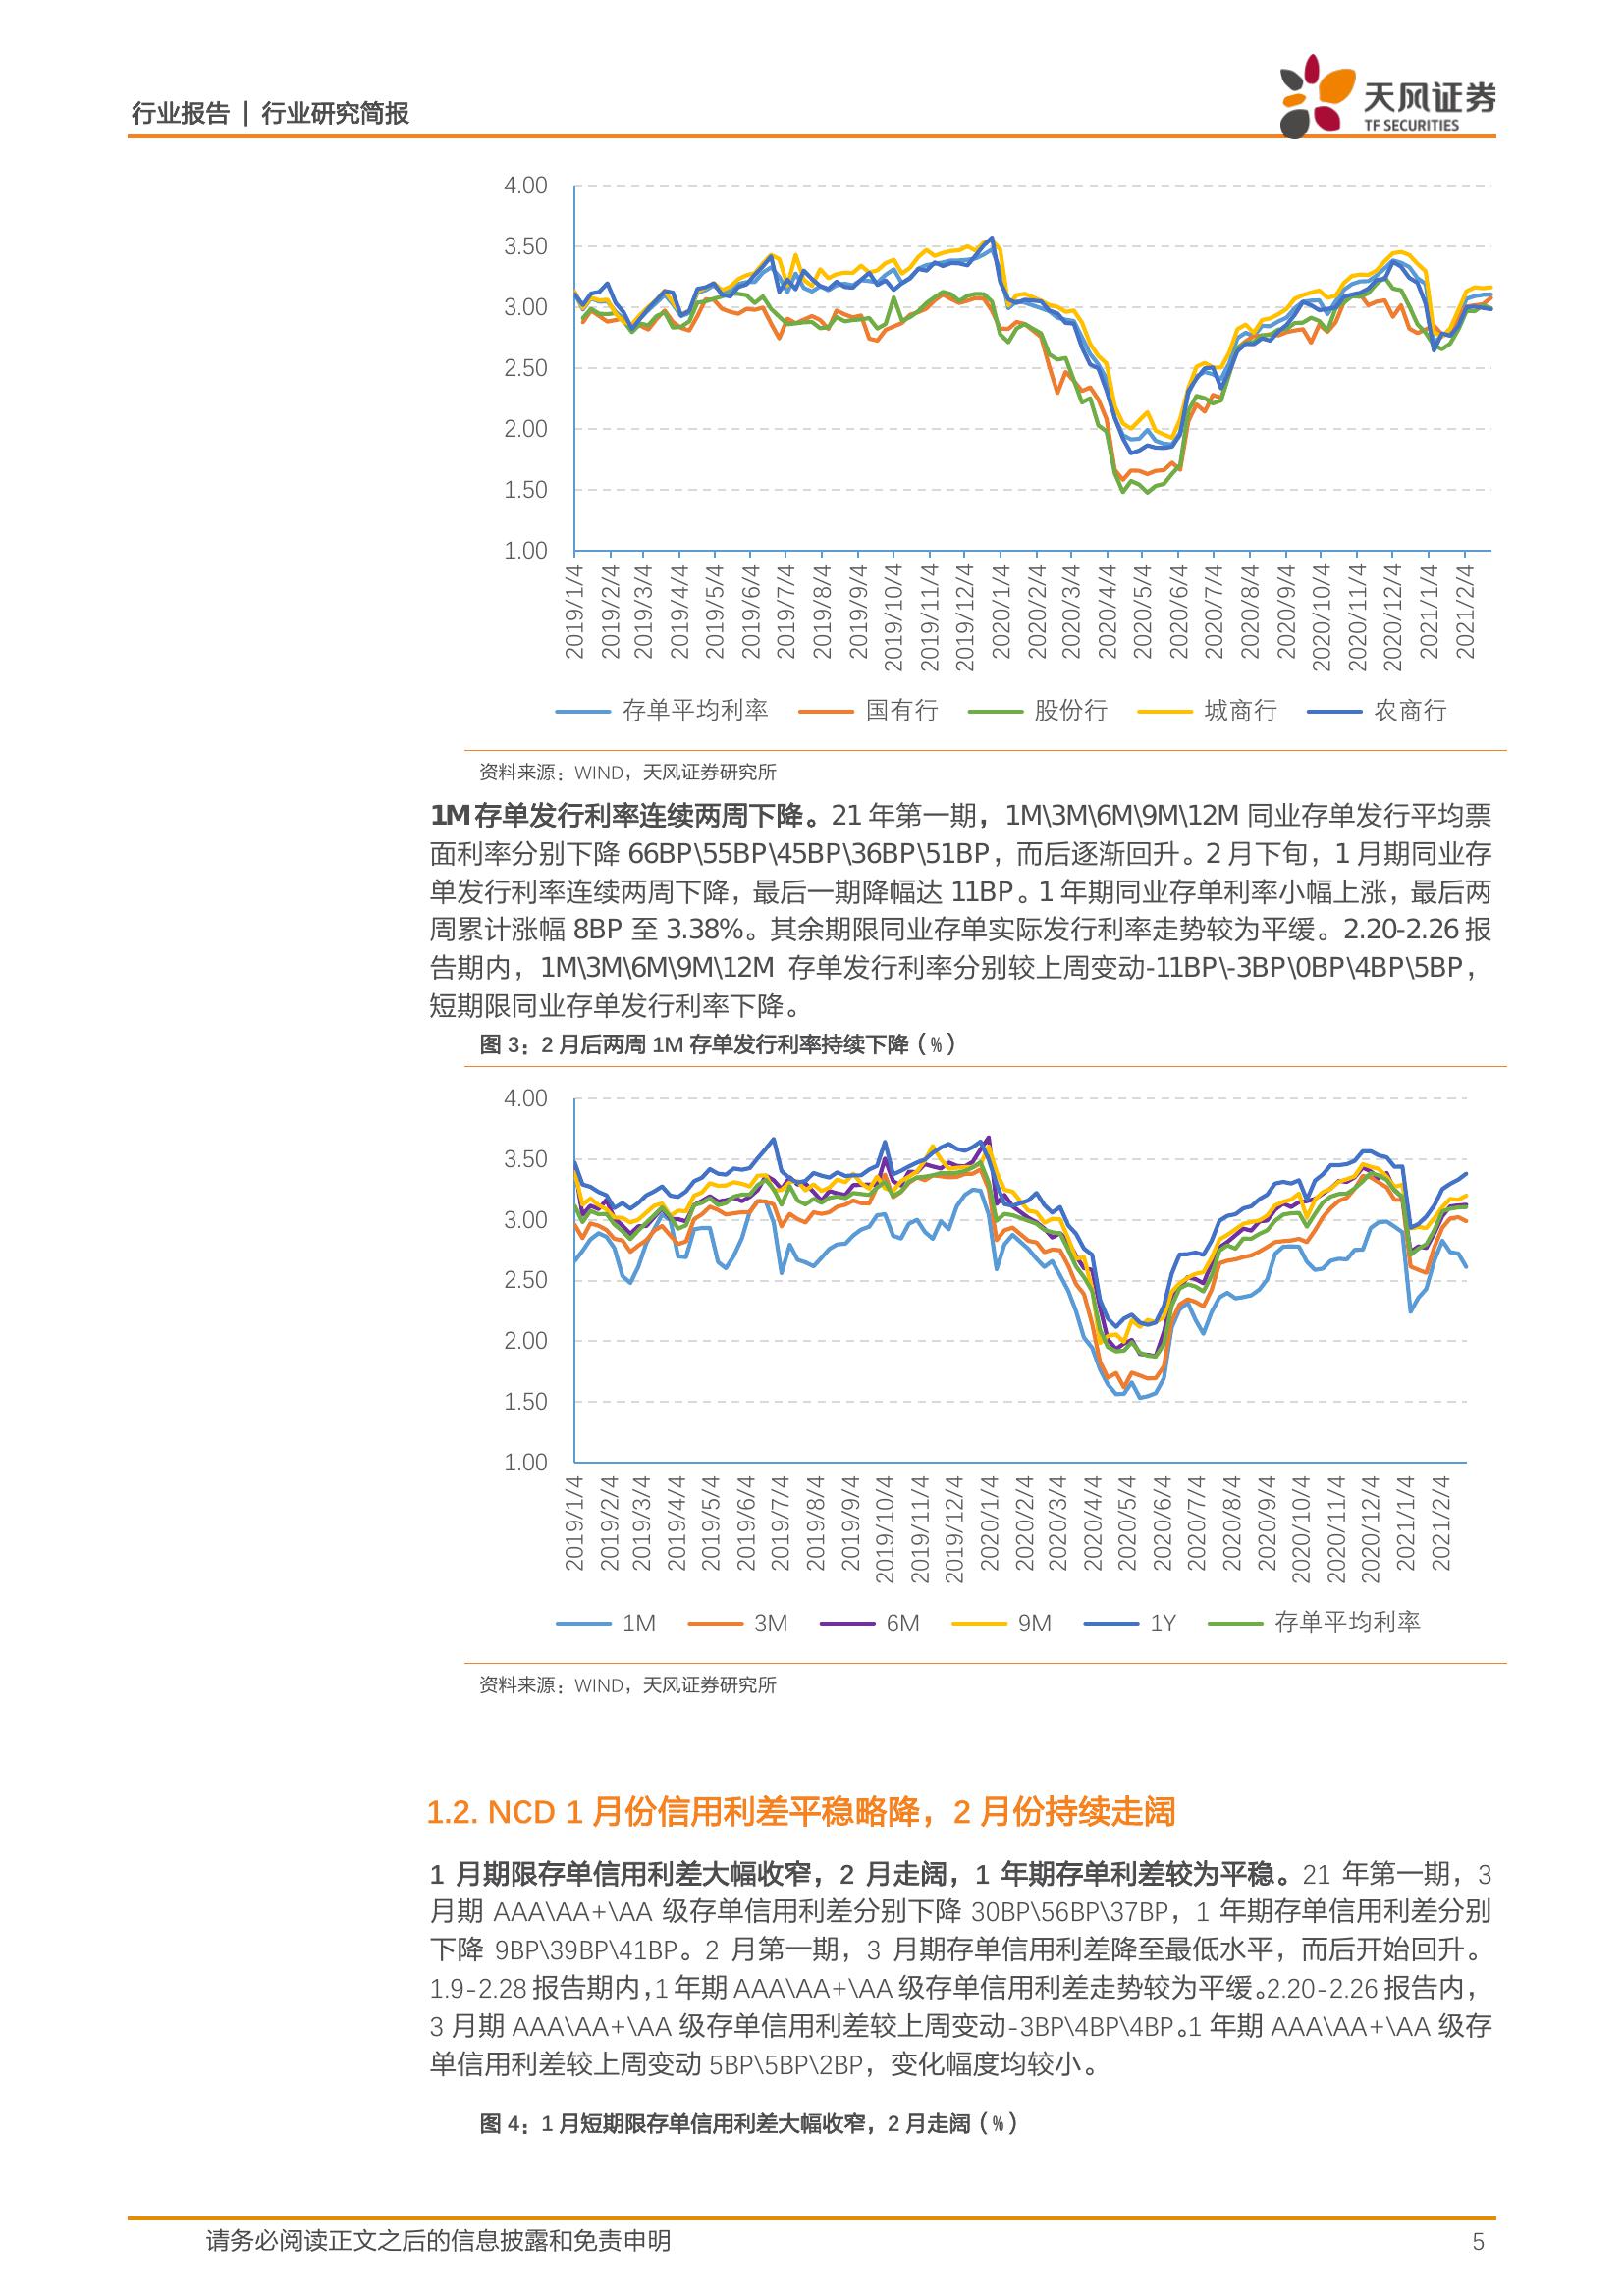 行业报告 | 行业研究简报
天风证券
TF SECURITIES
4.00
3.50
3.00
2.50
2.00
1.50
1.00
2019/1/4
2019/2/4
2019/3/4
2019/4/4
2019/5/4
2019/6/4
2019/7/4
2019/8/4
2019/9/4
2019/10/4
2019/11/4
2019/12/4
2020/1/4
2020/2/4
2020/3/4
2020/4/4
2020/5/4
2020/6/4
2020/7/4
2020/8/4
2020/9/4
2020/10/4
2020/11/4
2020/12/4
2021/1/4
2021/2/4
存单平均利率 国有行 股份行 城商行 农商行
资料来源：WIND，天风证券研究所
1M 存单发行利率连续两周下降。21 年第一期，1M\3M\6M\9M\12M 同业存单发行平均票
面利率分别下降 66BP\55BP\45BP\36BP\51BP，而后逐渐回升。2 月下旬，1 月期同业存
单发行利率连续两周下降，最后一期降幅达 11BP。1 年期同业存单利率小幅上涨，最后两
周累计涨幅 8BP 至 3.38%。其余期限同业存单实际发行利率走势较为平缓。2.20-2.26 报
告期内，1M\3M\6M\9M\12M 存单发行利率分别较上周变动-11BP\-3BP\0BP\4BP\5BP，
短期限同业存单发行利率下降。
图 3：2 月后两周 1M 存单发行利率持续下降（%）
4.00
3.50
3.00
2.50
2.00
1.50
1.00
2019/1/4
2019/2/4
2019/3/4
2019/4/4
2019/5/4
2019/6/4
2019/7/4
2019/8/4
2019/9/4
2019/10/4
2019/11/4
2019/12/4
2020/1/4
2020/2/4
2020/3/4
2020/4/4
2020/5/4
2020/6/4
2020/7/4
2020/8/4
2020/9/4
2020/10/4
2020/11/4
2020/12/4
2021/1/4
2021/2/4
1M 3M 6M 9M 1Y 存单平均利率
资料来源：WIND，天风证券研究所
1.2. NCD 1 月份信用利差平稳略降，2 月份持续走阔
1 月期限存单信用利差大幅收窄，2 月走阔，1 年期存单利差较为平稳。21 年第一期，3
月期 AAA\AA+\AA 级存单信用利差分别下降 30BP\56BP\37BP，1 年期存单信用利差分别
下降 9BP\39BP\41BP。2 月第一期，3 月期存单信用利差降至最低水平，而后开始回升。
1.9-2.28 报告期内，1 年期 AAA\AA+\AA 级存单信用利差走势较为平缓。2.20-2.26 报告内，
3 月期 AAA\AA+\AA 级存单信用利差较上周变动-3BP\4BP\4BP。1 年期 AAA\AA+\AA 级存
单信用利差较上周变动 5BP\5BP\2BP，变化幅度均较小。
图 4：1 月短期限存单信用利差大幅收窄，2 月走阔（%）
请务必阅读正文之后的信息披露和免责申明 5